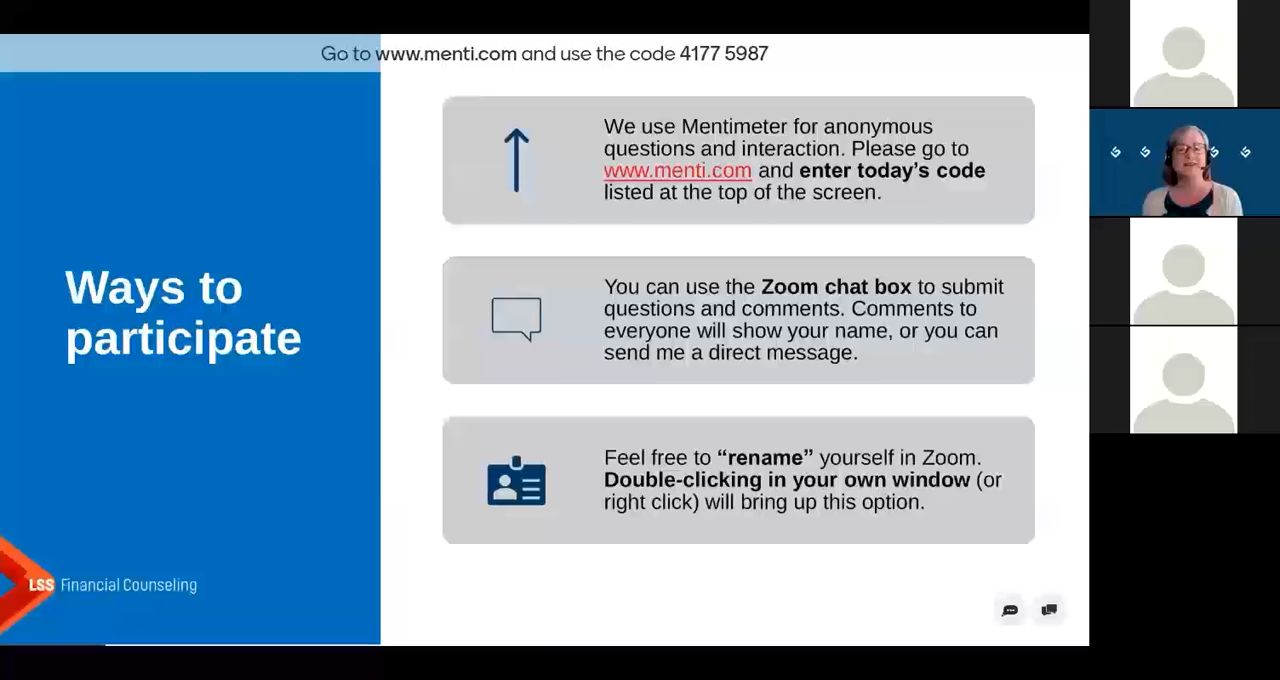 Go to www.menti.com and use the code 4177 5987
Ways to
participate
We use Mentimeter for anonymous
questions and interaction. Please go to
www.menti.com and enter today’s code
listed at the top of the screen.
You can use the Zoom chat box to submit
questions and comments. Comments to
everyone will show your name, or you can
send me a direct message.
Feel free to “rename” yourself in Zoom.
Double-clicking in your own window (or
right click) will bring up this option.
LSS Financial Counseling